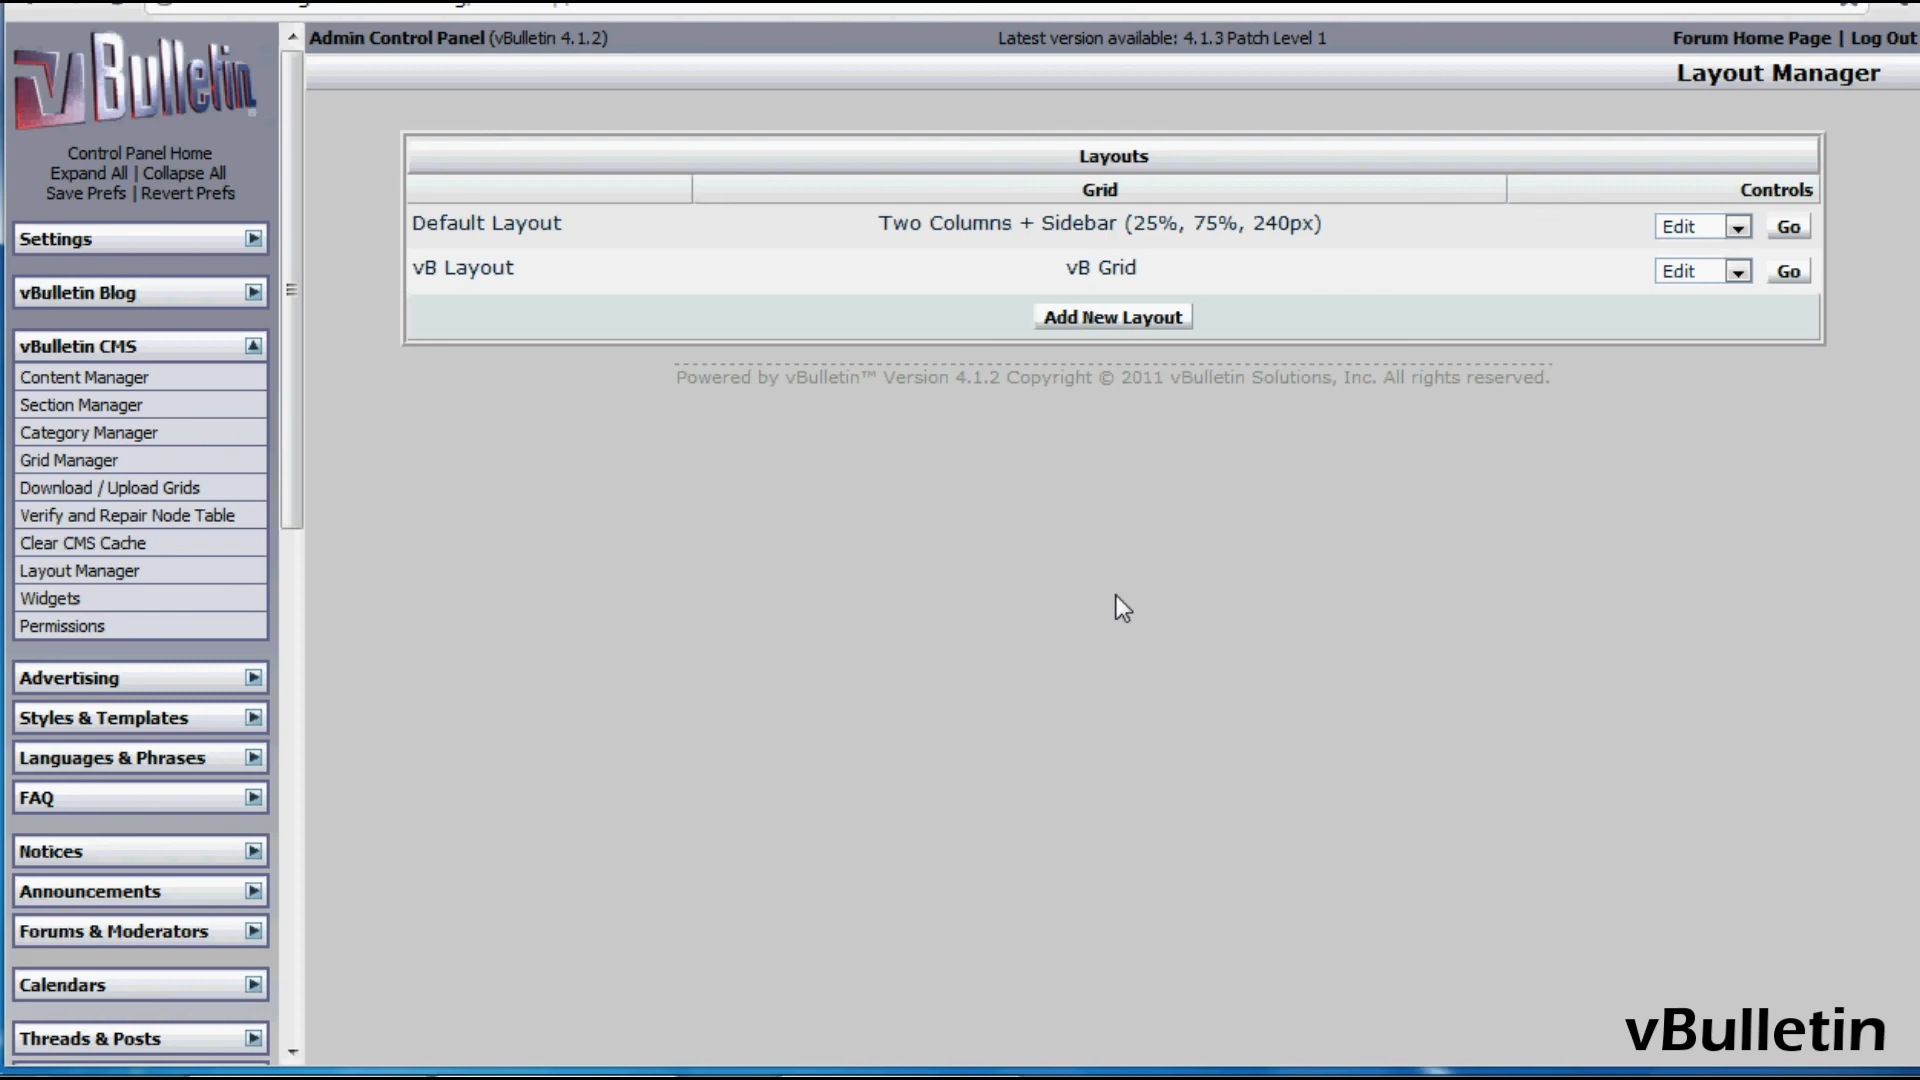 vBulletin
Control Panel Home
Expand All | Collapse All
Save Prefs | Revert Prefs
Settings
vBulletin Blog
vBulletin CMS
Content Manager
Section Manager
Category Manager
Grid Manager
Download / Upload Grids
Verify and Repair Node Table
Clear CMS Cache
Layout Manager
Widgets
Permissions
Advertising
Styles & Templates
Languages & Phrases
FAQ
Notices
Announcements
Forums & Moderators
Calendars
Threads & Posts
Admin Control Panel (vBulletin 4.1.2) Latest version available: 4.1.3 Patch Level 1 Forum Home Page | Log Out
Layout Manager
Layouts
Grid Controls
Default Layout Two Columns + Sidebar (25%, 75%, 240px) Edit Go
vB Layout vB Grid Edit Go
Add New Layout
Powered by vBulletin™ Version 4.1.2 Copyright © 2011 vBulletin Solutions, Inc. All rights reserved.
vBulletin